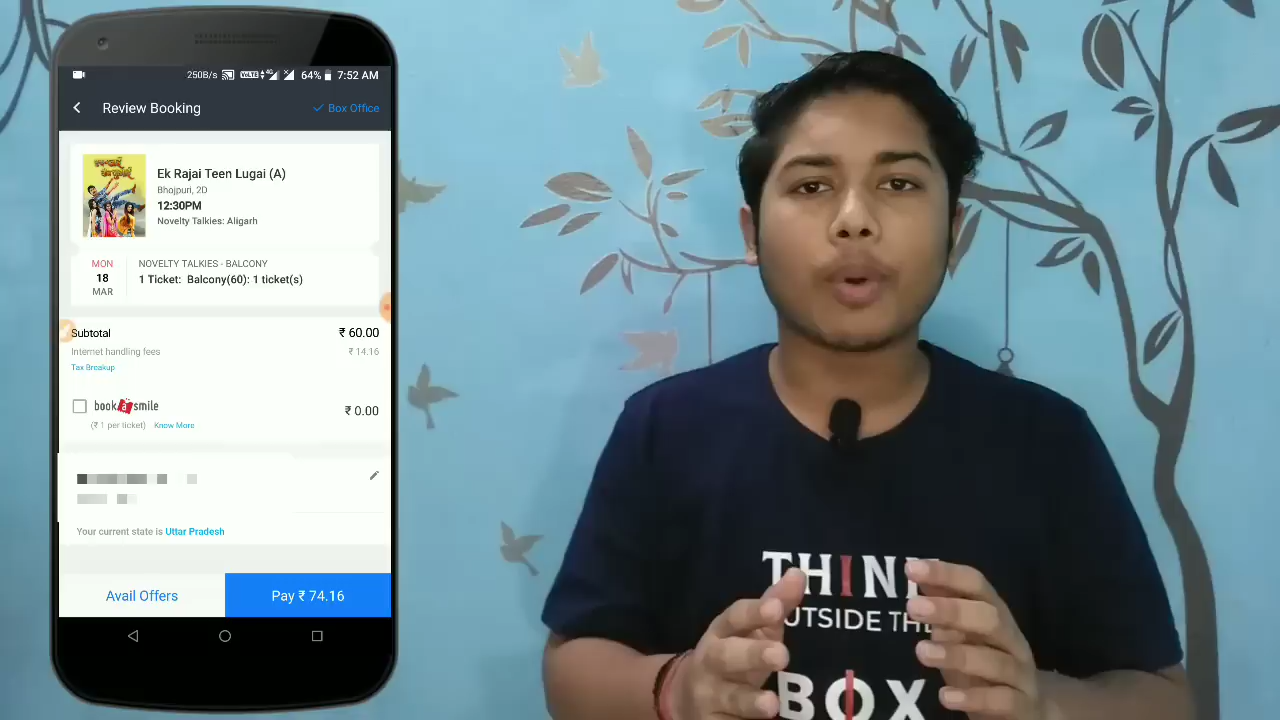 250B/s VoLTE 4G 64% 7:52 AM
Review Booking
Box Office
Ek Rajai Teen Lugai (A)
Bhojpuri, 2D
12:30PM
Novelty Talkies: Aligarh
MON
18
MAR
NOVELTY TALKIES - BALCONY
1 Ticket: Balcony(60): 1 ticket(s)
Subtotal ₹ 60.00
Internet handling fees ₹ 14.16
Tax Breakup
book a smile ₹ 0.00
(₹ 1 per ticket) Know More
Your current state is Uttar Pradesh
Avail Offers
Pay ₹ 74.16
THINK
OUTSIDE THE
BOX